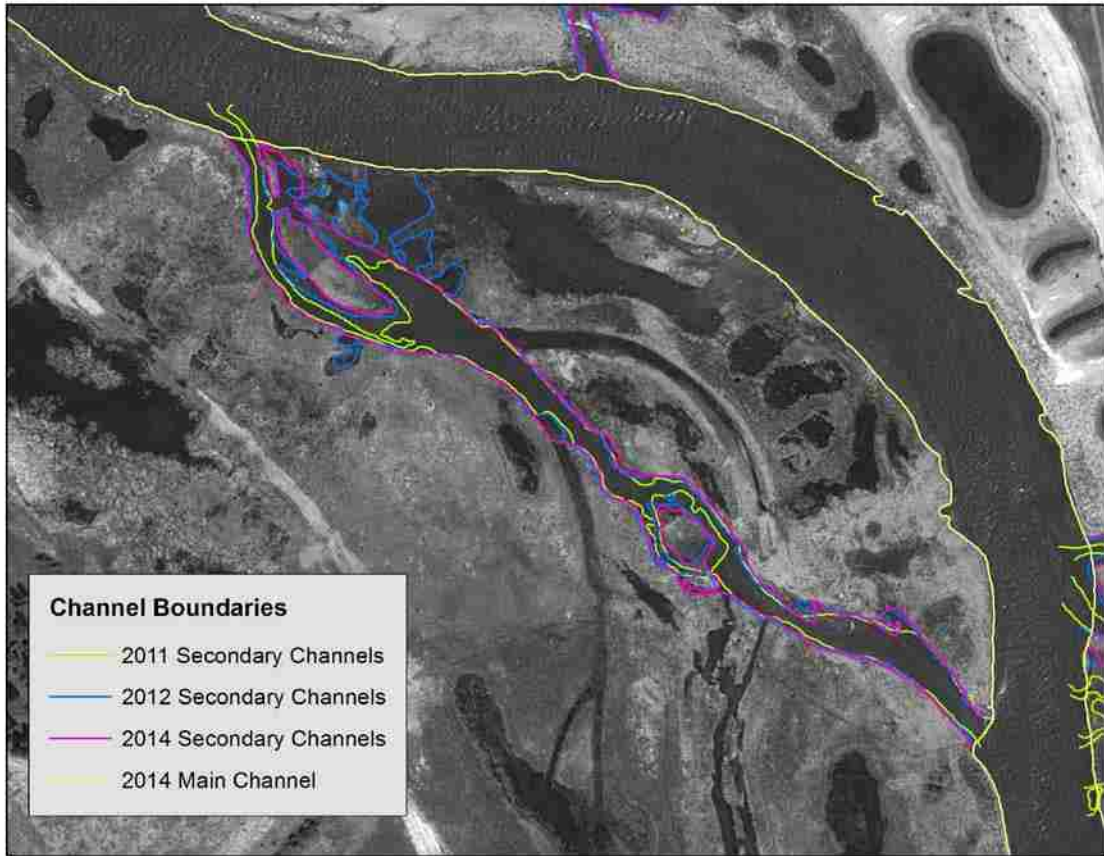 Channel Boundaries
2011 Secondary Channels
2012 Secondary Channels
2014 Secondary Channels
2014 Main Channel